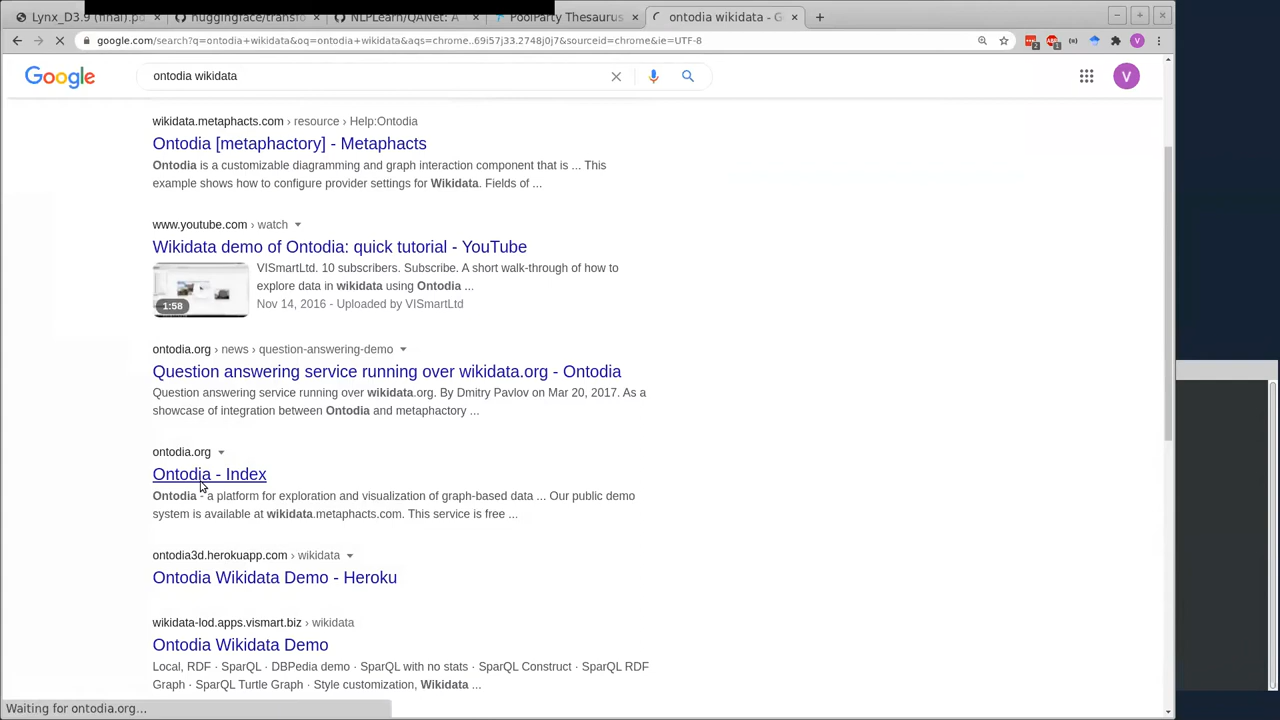 Lynx_D3.9 (final).pd
huggingface/transfo
NLPLearn/QANet: A
PoolParty Thesaurus
ontodia wikidata - G
google.com/search?q=ontodia+wikidata&oq=ontodia+wikidata&aqs=chrome..69i57j33.2748j0j7&sourceid=chrome&ie=UTF-8
2
1
V
Google
ontodia wikidata
V
wikidata.metaphacts.com › resource › Help:Ontodia
Ontodia [metaphactory] - Metaphacts
Ontodia is a customizable diagramming and graph interaction component that is ... This
example shows how to configure provider settings for Wikidata. Fields of ...
www.youtube.com › watch
Wikidata demo of Ontodia: quick tutorial - YouTube
VISmartLtd. 10 subscribers. Subscribe. A short walk-through of how to
explore data in wikidata using Ontodia ...
1:58
Nov 14, 2016 - Uploaded by VISmartLtd
ontodia.org › news › question-answering-demo
Question answering service running over wikidata.org - Ontodia
Question answering service running over wikidata.org. By Dmitry Pavlov on Mar 20, 2017. As a
showcase of integration between Ontodia and metaphactory ...
ontodia.org
Ontodia - Index
Ontodia - a platform for exploration and visualization of graph-based data ... Our public demo
system is available at wikidata.metaphacts.com. This service is free ...
ontodia3d.herokuapp.com › wikidata
Ontodia Wikidata Demo - Heroku
wikidata-lod.apps.vismart.biz › wikidata
Ontodia Wikidata Demo
Local, RDF · SparQL · DBPedia demo · SparQL with no stats · SparQL Construct · SparQL RDF
Graph · SparQL Turtle Graph · Style customization, Wikidata ...
Waiting for ontodia.org...